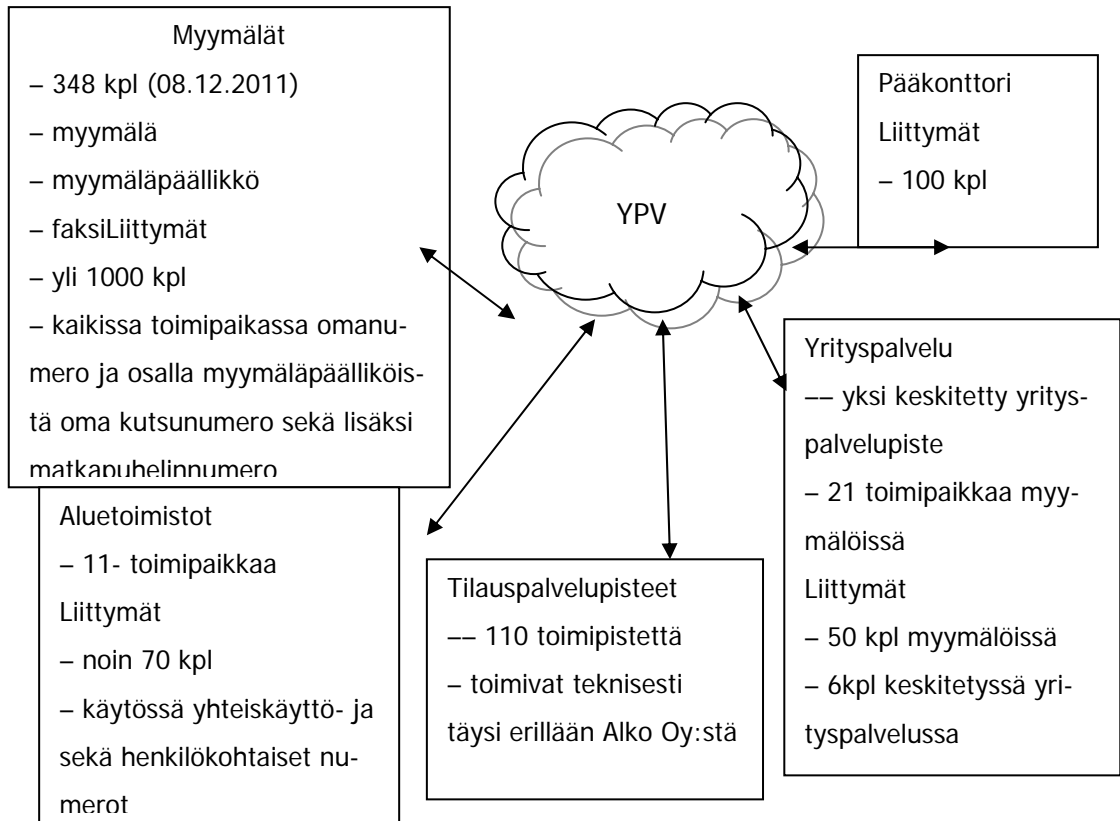 Myymälät
– 348 kpl (08.12.2011)
– myymälä
– myymäläpäällikkö
– faksiLiittymät
– yli 1000 kpl
– kaikissa toimipaikassa omanu-
mero ja osalla myymäläpäälliköis-
tä oma kutsunumero sekä lisäksi
matkapuhelinnumero
YPV
Pääkonttori
Liittymät
– 100 kpl
Aluetoimistot
– 11- toimipaikkaa
Liittymät
– noin 70 kpl
– käytössä yhteiskäyttö- ja
sekä henkilökohtaiset nu-
merot
Tilauspalvelupisteet
–– 110 toimipistettä
– toimivat teknisesti
täysi erillään Alko Oy:stä
Yrityspalvelu
–– yksi keskitetty yritys-
palvelupiste
– 21 toimipaikkaa myy-
mälöissä
Liittymät
– 50 kpl myymälöissä
– 6kpl keskitetyssä yri-
tyspalvelussa